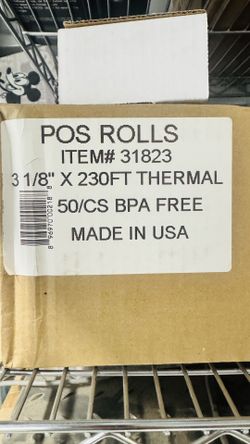 POS ROLLS
ITEM# 31823
3 1/8" X 230FT THERMAL
50/CS BPA FREE
MADE IN USA